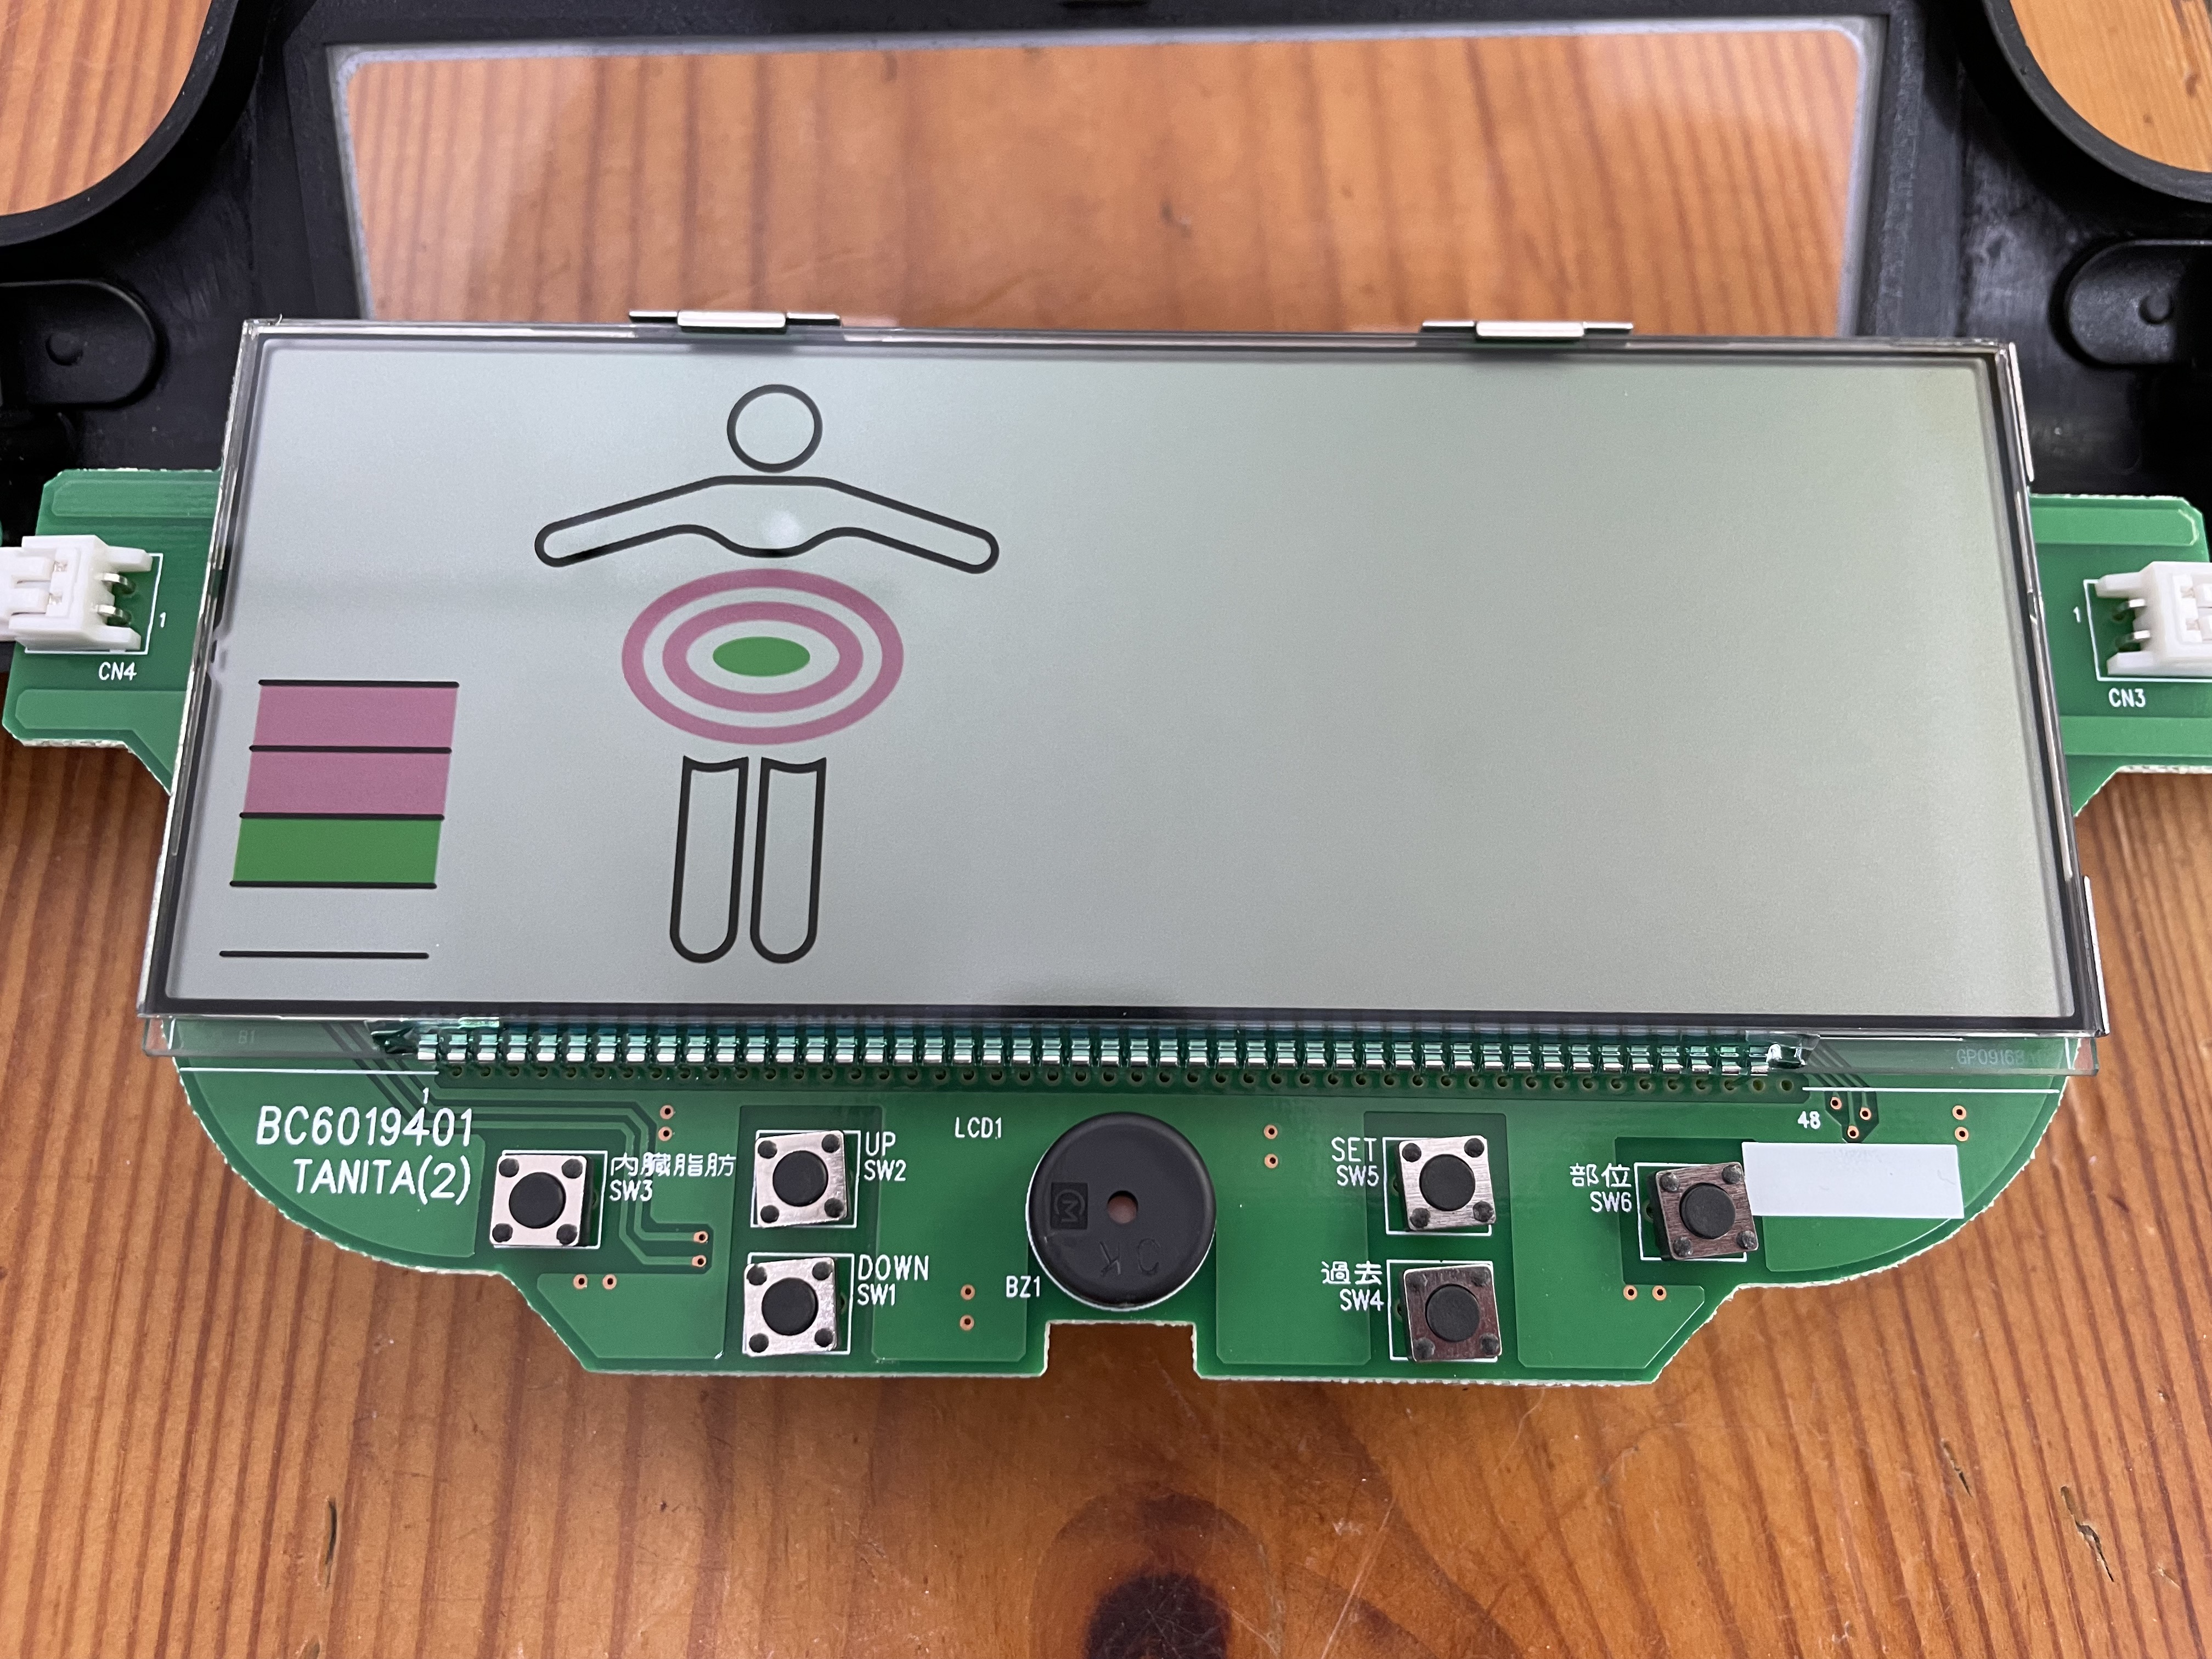 CN4
1
BC6019401
TANITA(2)
1
内臓脂肪
SW3
UP
SW2
DOWN
SW1
LCD1
BZ1
SET
SW5
過去
SW4
部位
SW6
48
CN3
1